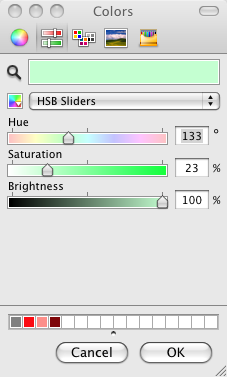 Colors
HSB Sliders
Hue
133 °
Saturation
23 %
Brightness
100 %
Cancel OK